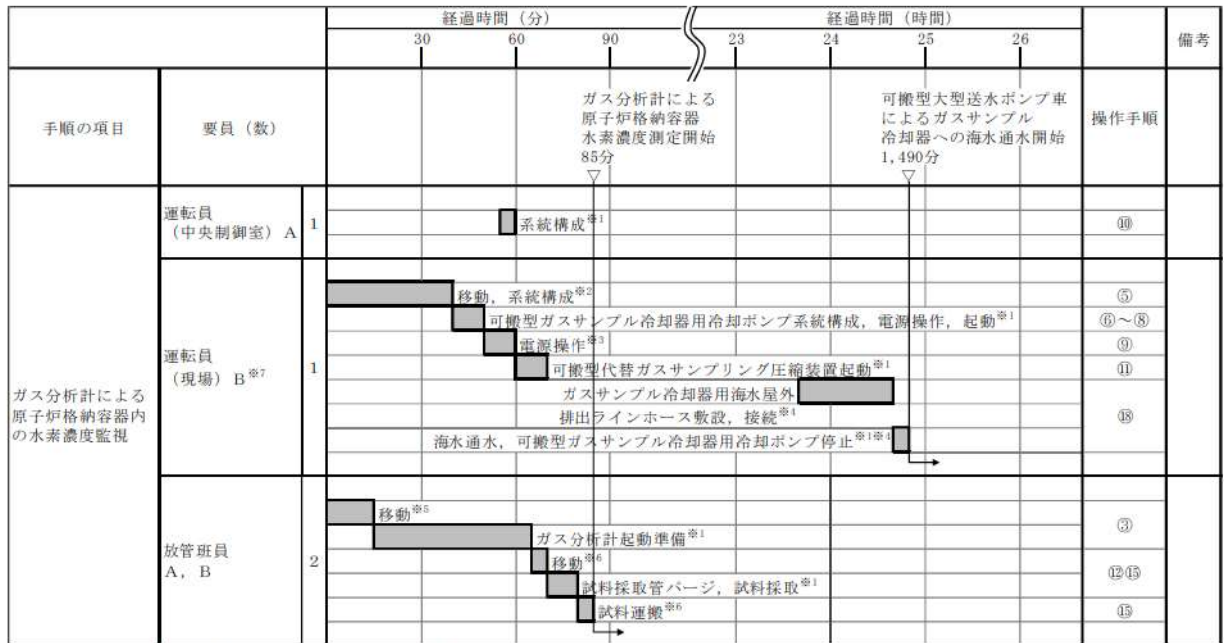 経過時間（分）
経過時間（時間）
30
60
90
23
24
25
26
備考
手順の項目
要員（数）
ガス分析計による
原子炉格納容器
水素濃度測定開始
85分
▽
可搬型大型送水ポンプ車
によるガスサンプル
冷却器への海水通水開始
1,490分
▽
操作手順
ガス分析計による
原子炉格納容器内
の水素濃度監視
運転員
（中央制御室）A
1
系統構成※1
⑩
運転員
（現場）B※7
1
移動，系統構成※2
⑤
可搬型ガスサンプル冷却器用冷却ポンプ系統構成，電源操作，起動※1
⑥～⑧
電源操作※3
⑨
可搬型代替ガスサンプリング圧縮装置起動※1
⑪
ガスサンプル冷却器用海水屋外
排出ラインホース敷設，接続※4
⑱
海水通水，可搬型ガスサンプル冷却器用冷却ポンプ停止※1※4
放管班員
A，B
2
移動※5
③
ガス分析計起動準備※1
移動※6
⑫⑮
試料採取管パージ，試料採取※1
試料運搬※6
⑮